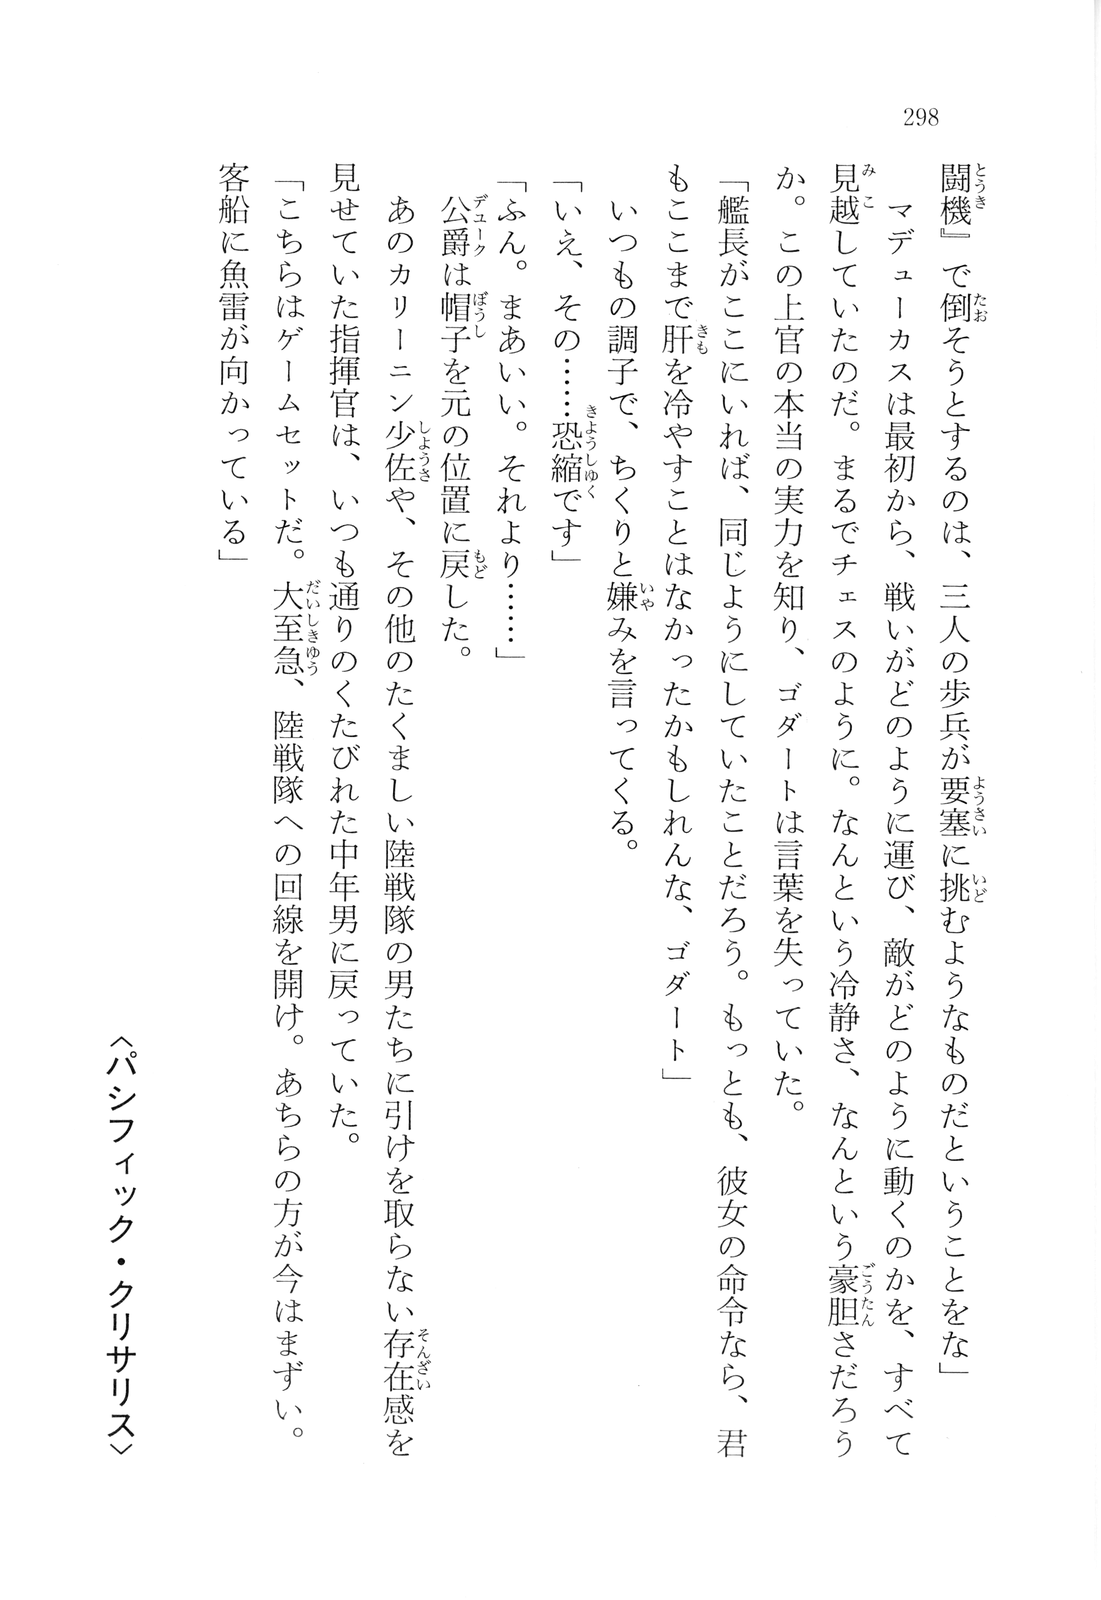 298
闘機』で倒そうとするのは、三人の歩兵が要塞に挑むようなものだということをな」
　マデューカスは最初から、戦いがどのように運び、敵がどのように動くのかを、すべて
見越していたのだ。まるでチェスのように。なんという冷静さ、なんという豪胆さだろう
か。この上官の本当の実力を知り、ゴダートは言葉を失っていた。
「艦長がここにいれば、同じようにしていたことだろう。もっとも、彼女の命令なら、君
もここまで肝を冷やすことはなかったかもしれんな、ゴダート」
　いつもの調子で、ちくりと嫌みを言ってくる。
「いえ、その……恐縮です」
「ふん。まあいい。それより……」
　公爵は帽子を元の位置に戻した。
　あのカリーニン少佐や、その他のたくましい陸戦隊の男たちに引けを取らない存在感を
見せていた指揮官は、いつも通りのくたびれた中年男に戻っていた。
「こちらはゲームセットだ。大至急、陸戦隊への回線を開け。あちらの方が今はまずい。
客船に魚雷が向かっている」
〈パシフィック・クリサリス〉